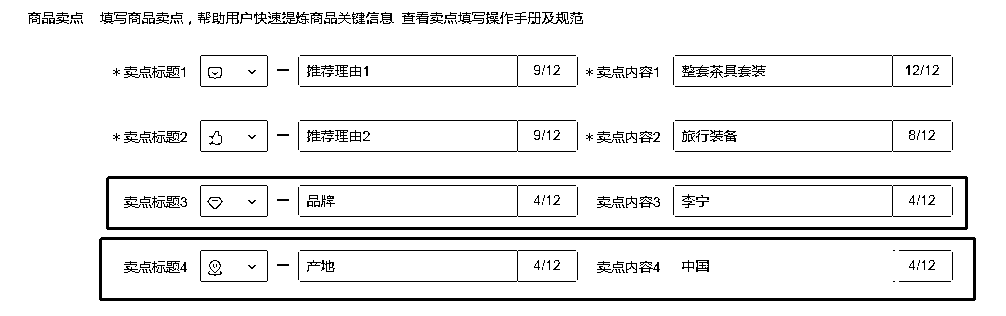 商品卖点 填写商品卖点，帮助用户快速提炼商品关键信息 查看卖点填写操作手册及规范
*卖点标题1 推荐理由1 9/12 *卖点内容1 整套茶具套装 12/12
*卖点标题2 推荐理由2 9/12 *卖点内容2 旅行装备 8/12
卖点标题3 品牌 4/12 卖点内容3 李宁 4/12
卖点标题4 产地 4/12 卖点内容4 中国 4/12